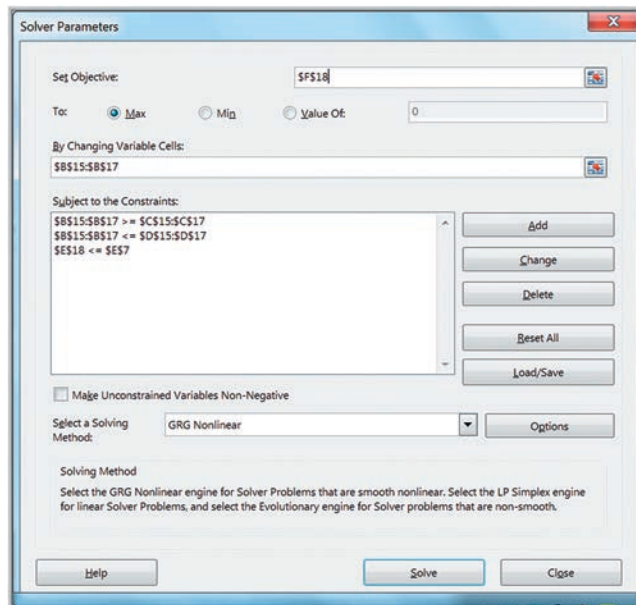 Solver Parameters
Set Objective:
$F$18
To:
Max
Min
Value Of:
0
By Changing Variable Cells:
$B$15:$B$17
Subject to the Constraints:
$B$15:$B$17 >= $C$15:$C$17
$B$15:$B$17 <= $D$15:$D$17
$E$18 <= $E$7
Add
Change
Delete
Reset All
Load/Save
Make Unconstrained Variables Non-Negative
Select a Solving
Method:
GRG Nonlinear
Options
Solving Method
Select the GRG Nonlinear engine for Solver Problems that are smooth nonlinear. Select the LP Simplex engine
for linear Solver Problems, and select the Evolutionary engine for Solver problems that are non-smooth.
Help
Solve
Close